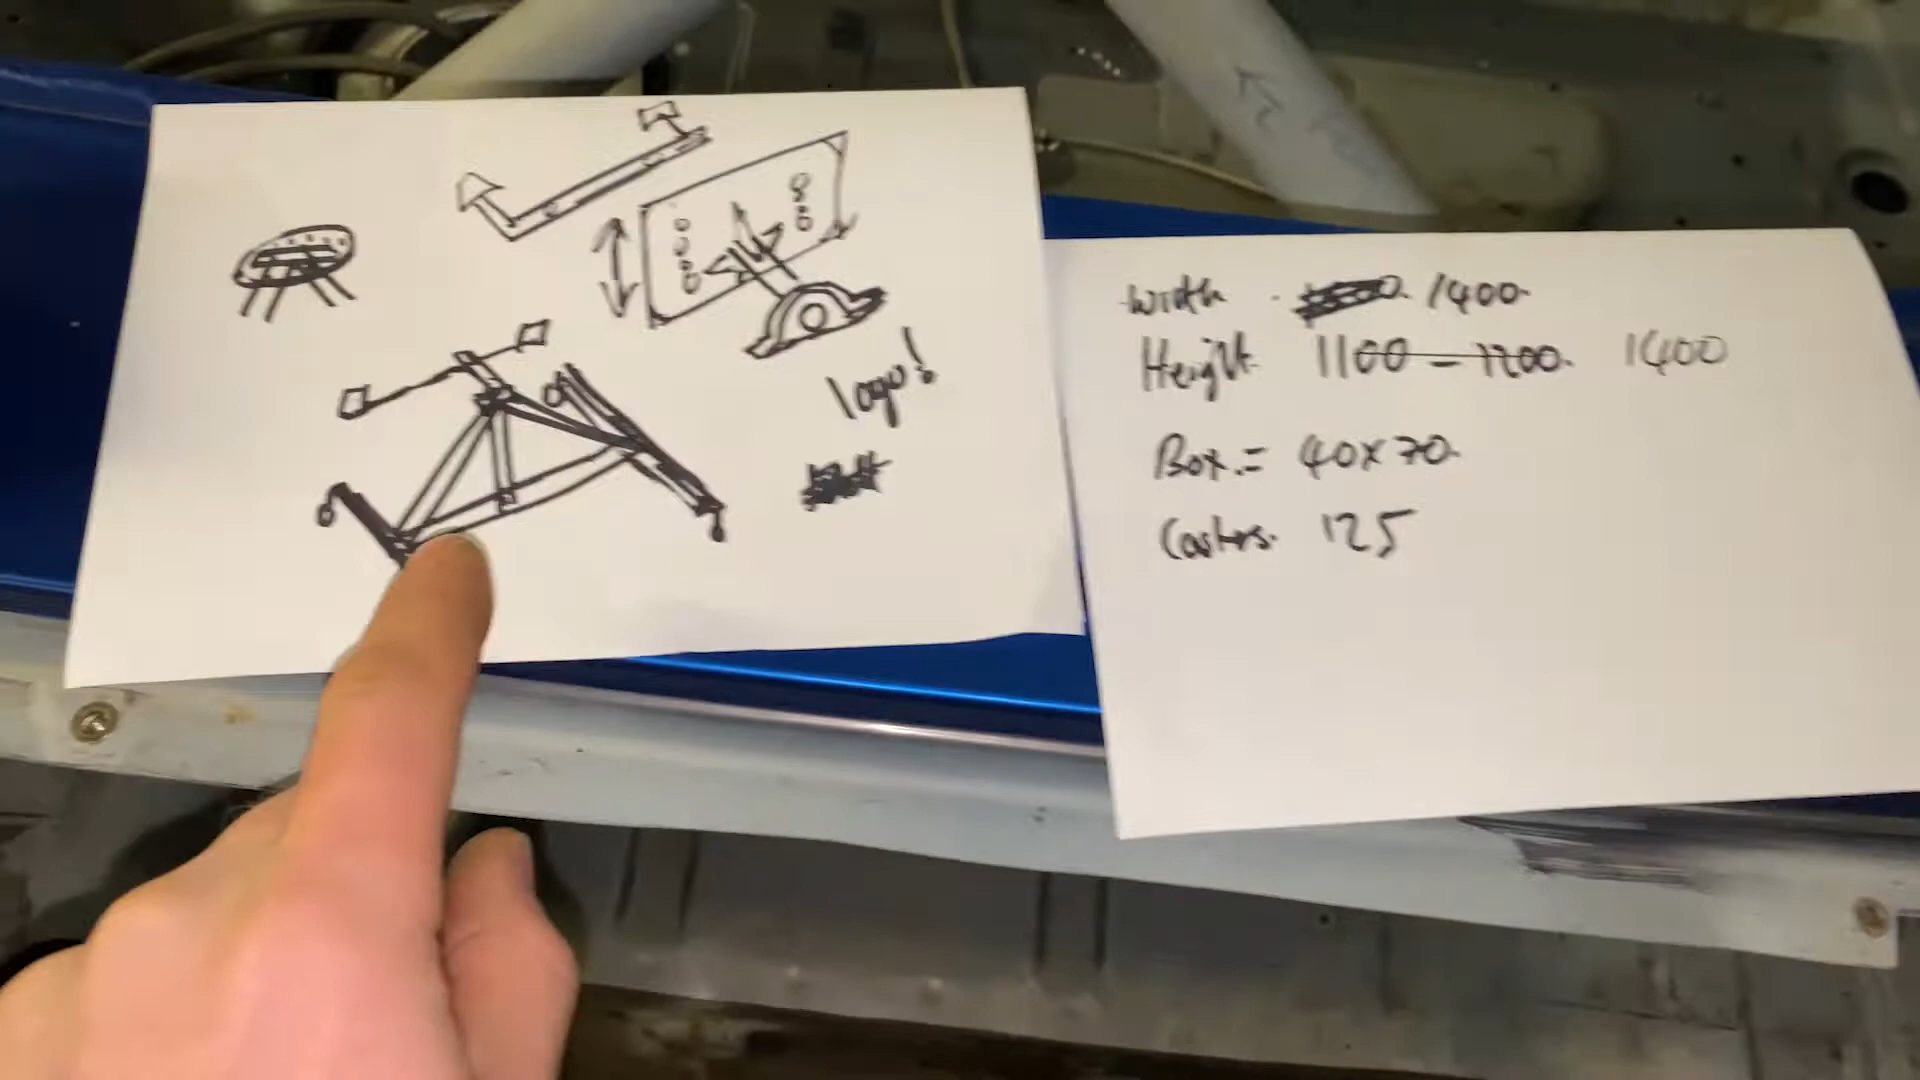 logo!
Width 1400
Height 1100 - 1200. 1400
Box = 40x70
Casters. 125